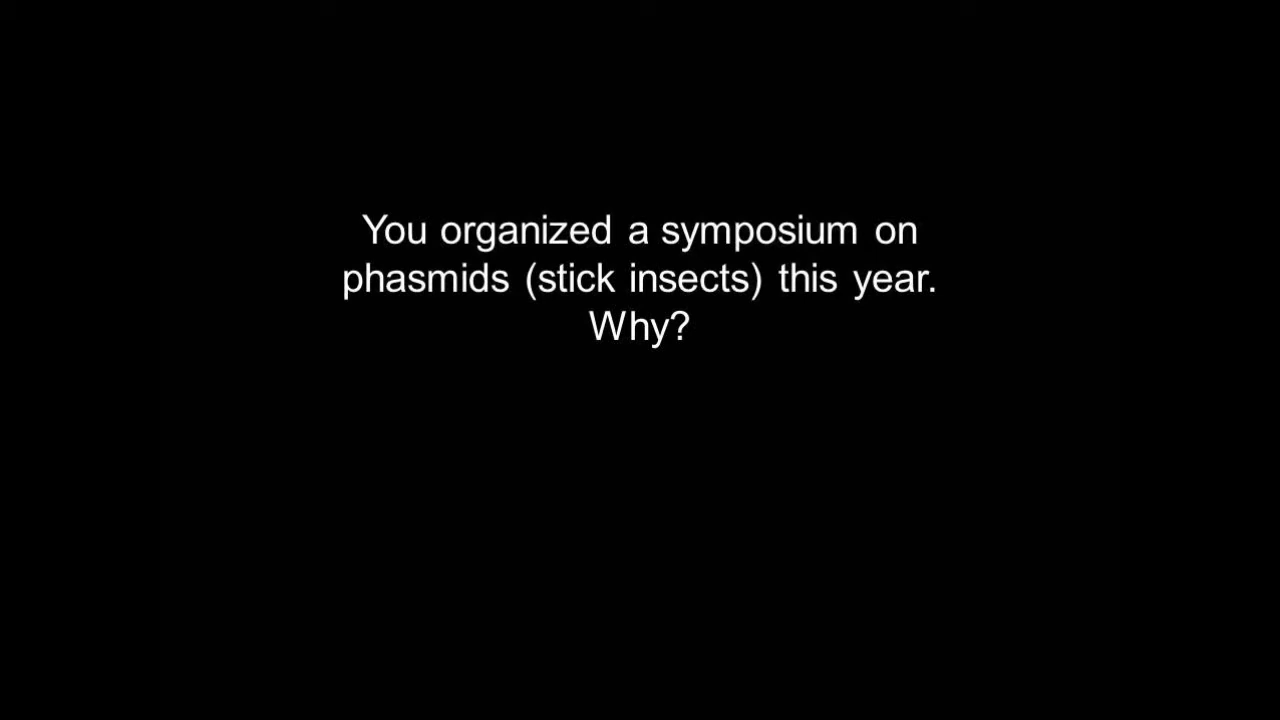 You organized a symposium on
phasmids (stick insects) this year.
Why?